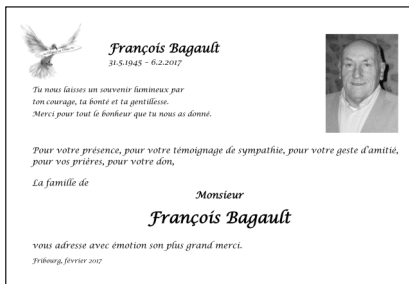 François Bagault
31.5.1945 – 6.2.2017
Tu nous laisses un souvenir lumineux par
ton courage, ta bonté et ta gentillesse.
Merci pour tout le bonheur que tu nous as donné.
Pour votre présence, pour votre témoignage de sympathie, pour votre geste d'amitié,
pour vos prières, pour votre don,
La famille de
Monsieur
François Bagault
vous adresse avec émotion son plus grand merci.
Fribourg, février 2017